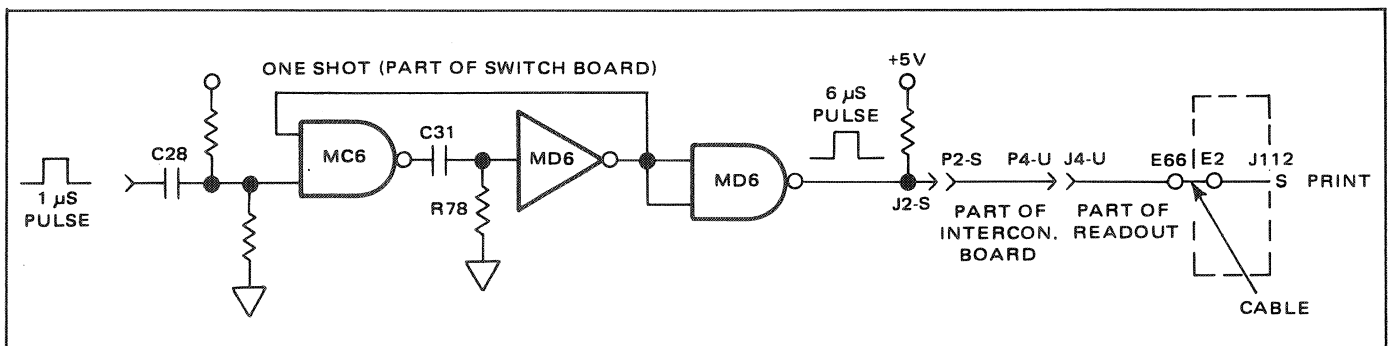 ONE SHOT (PART OF SWITCH BOARD)
+5V
6 µS
PULSE
C28
MC6
C31
MD6
MD6
P2-S
P4-U
J4-U
E66
E2
J112
1 µS
PULSE
R78
J2-S
S
PRINT
PART OF
INTERCON.
BOARD
PART OF
READOUT
CABLE